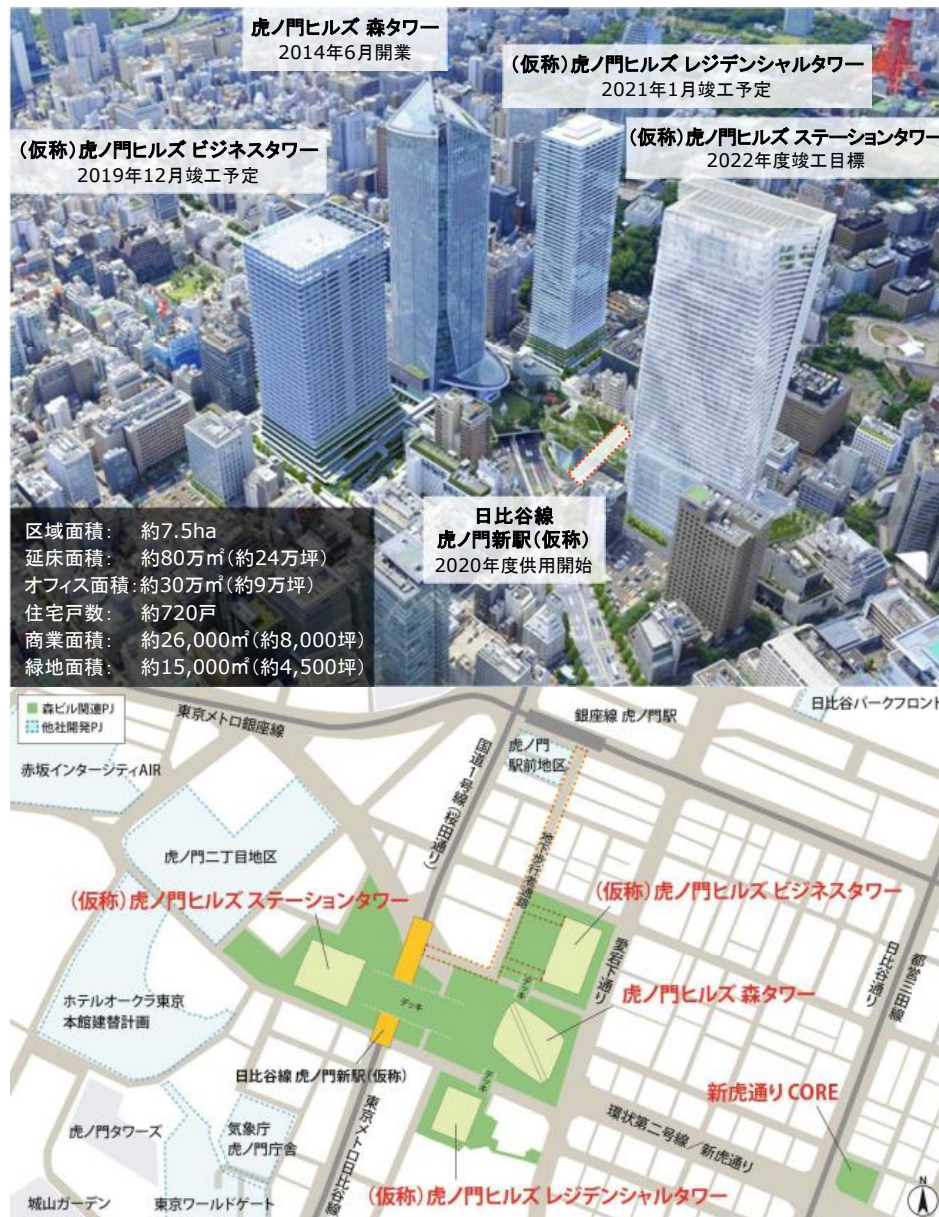 虎ノ門ヒルズ 森タワー
2014年6月開業
(仮称)虎ノ門ヒルズ レジデンシャルタワー
2021年1月竣工予定
(仮称)虎ノ門ヒルズ ビジネスタワー
2019年12月竣工予定
(仮称)虎ノ門ヒルズ ステーションタワー
2022年度竣工目標
日比谷線
虎ノ門新駅(仮称)
2020年度供用開始
区域面積: 約7.5ha
延床面積: 約80万㎡(約24万坪)
オフィス面積:約30万㎡(約9万坪)
住宅戸数: 約720戸
商業面積: 約26,000㎡(約8,000坪)
緑地面積: 約15,000㎡(約4,500坪)
森ビル関連PJ
他社開発PJ
東京メトロ銀座線
国道1号線(桜田通り)
銀座線 虎ノ門駅
日比谷パークフロント
虎ノ門
駅前地区
赤坂インターシティAIR
虎ノ門二丁目地区
地下歩行者通路
(仮称)虎ノ門ヒルズ ステーションタワー
(仮称)虎ノ門ヒルズ ビジネスタワー
愛宕下通り
日比谷通り
都営三田線
デッキ
デッキ
虎ノ門ヒルズ 森タワー
ホテルオークラ東京
本館建替計画
日比谷線 虎ノ門新駅(仮称)
デッキ
新虎通り CORE
環状第二号線/新虎通り
虎ノ門タワーズ
気象庁
虎ノ門庁舎
東京メトロ日比谷線
(仮称)虎ノ門ヒルズ レジデンシャルタワー
城山ガーデン
東京ワールドゲート
N